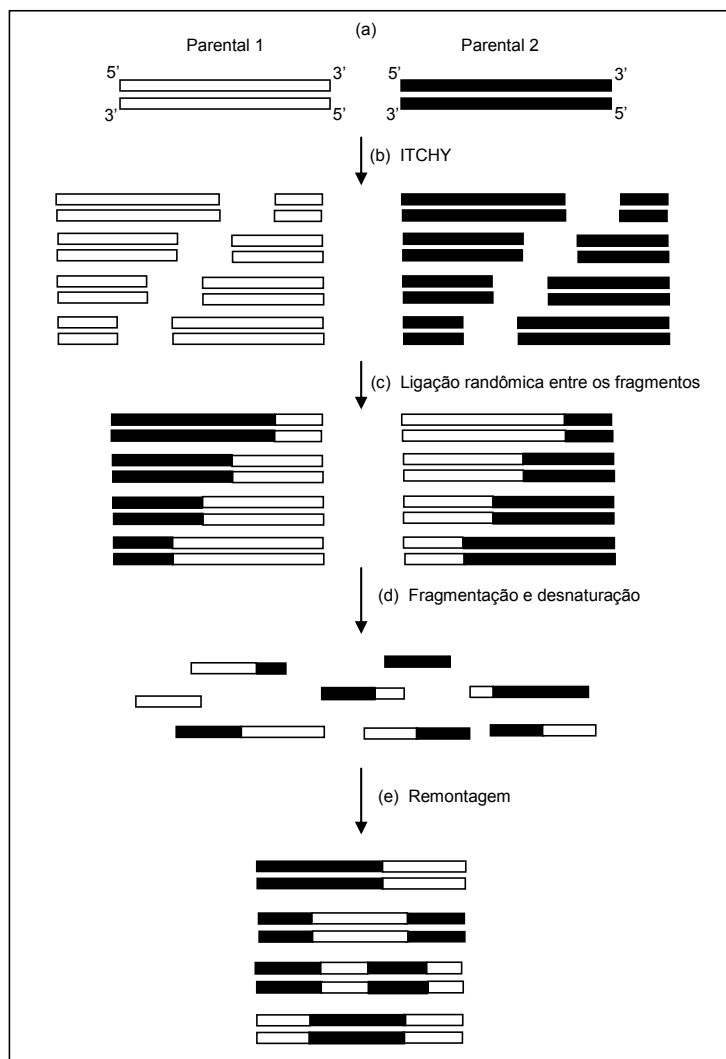 (a)
Parental 1 Parental 2
5’ 3’ 5’ 3’
3’ 5’ 3’ 5’
(b) ITCHY
(c) Ligação randômica entre os fragmentos
(d) Fragmentação e desnaturação
(e) Remontagem